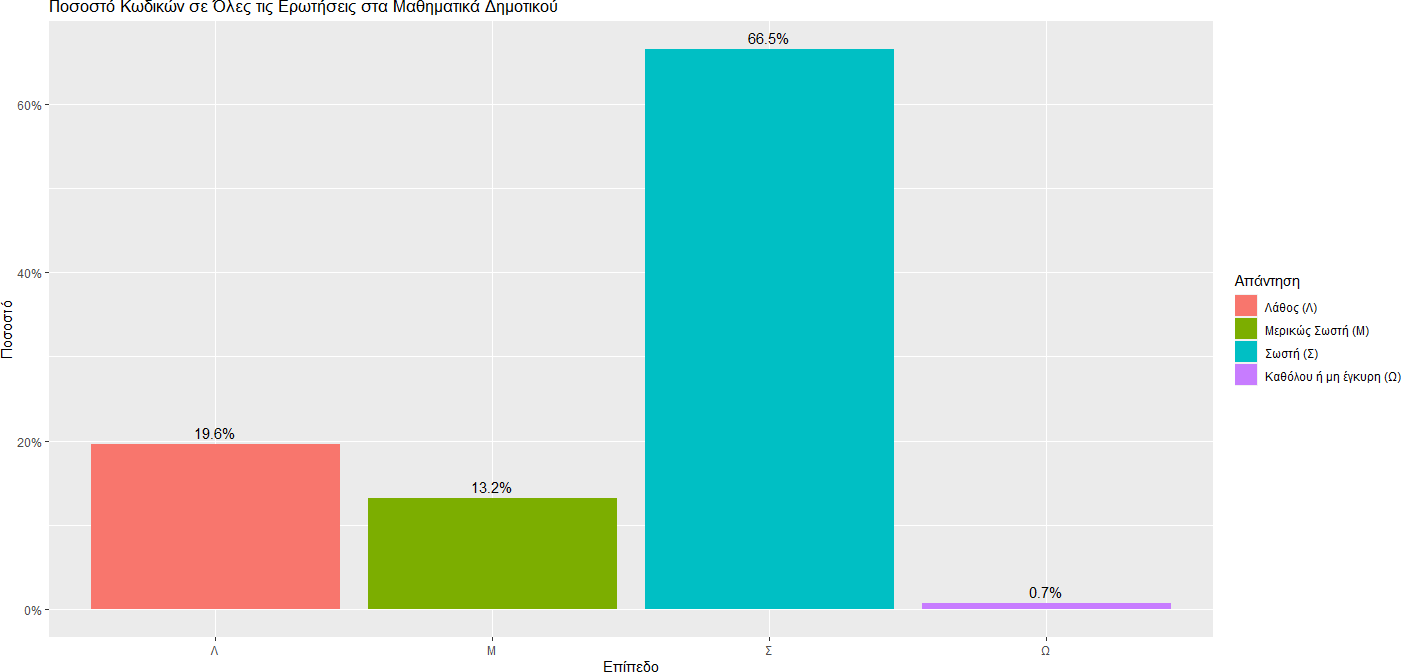 Ποσοστό Κωδικών σε Όλες τις Ερωτήσεις στα Μαθηματικά Δημοτικού
66.5%
60%
40%
Απάντηση
Λάθος (Λ)
Μερικώς Σωστή (Μ)
Σωστή (Σ)
Καθόλου ή μη έγκυρη (Ω)
Ποσοστό
19.6%
20%
13.2%
0.7%
0%
Λ
Μ
Σ
Ω
Επίπεδο